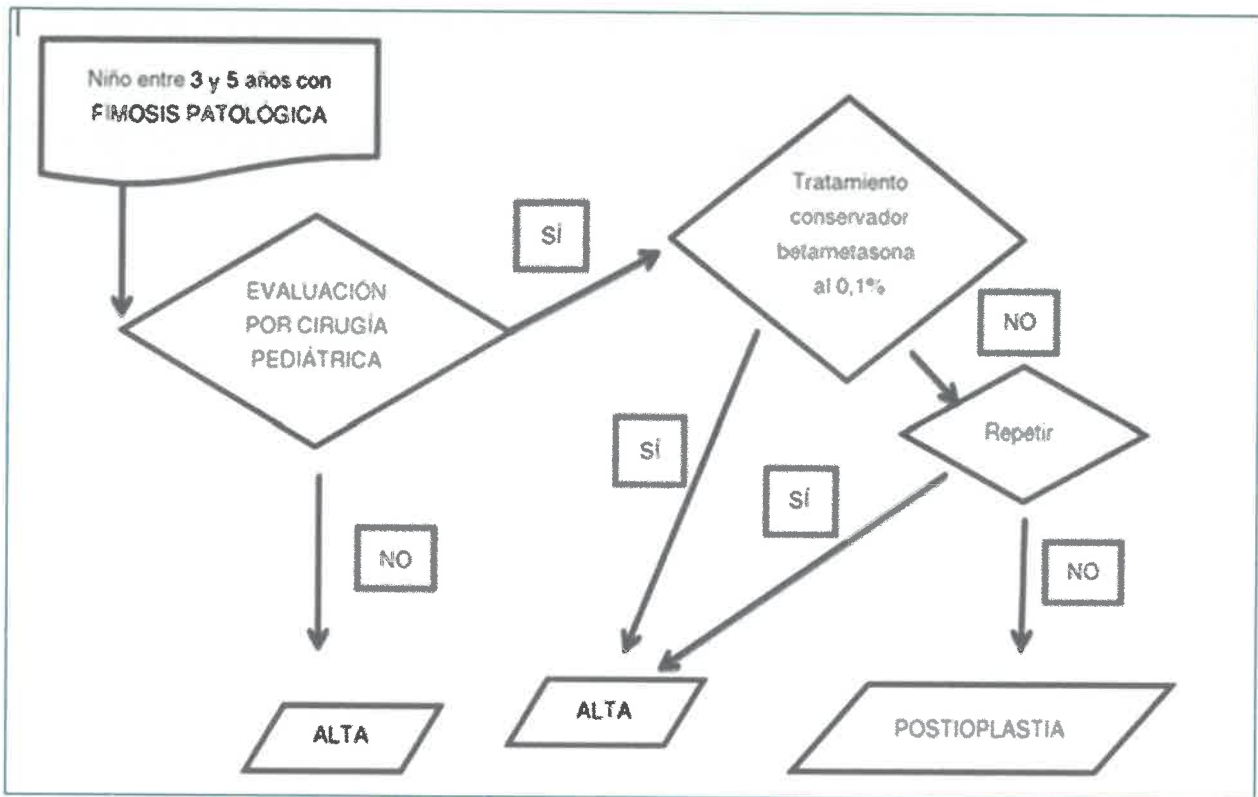 Niño entre 3 y 5 años con
FIMOSIS PATOLÓGICA
EVALUACIÓN
POR CIRUGÍA
PEDIÁTRICA
SÍ
Tratamiento
conservador
betametasona
al 0,1%
NO
Repetir
SÍ
SÍ
NO
NO
ALTA
ALTA
POSTIOPLASTIA